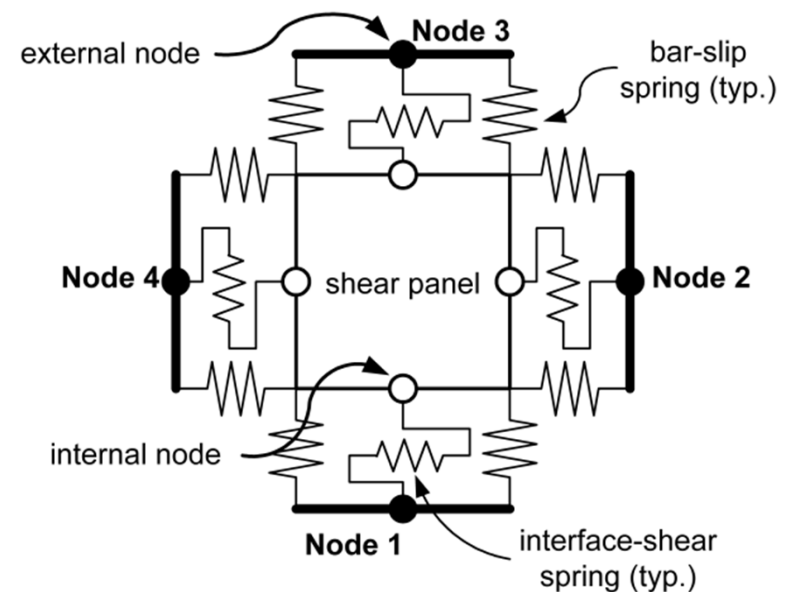 Node 3
external node
bar-slip
spring (typ.)
Node 4
shear panel
Node 2
internal node
Node 1
interface-shear
spring (typ.)